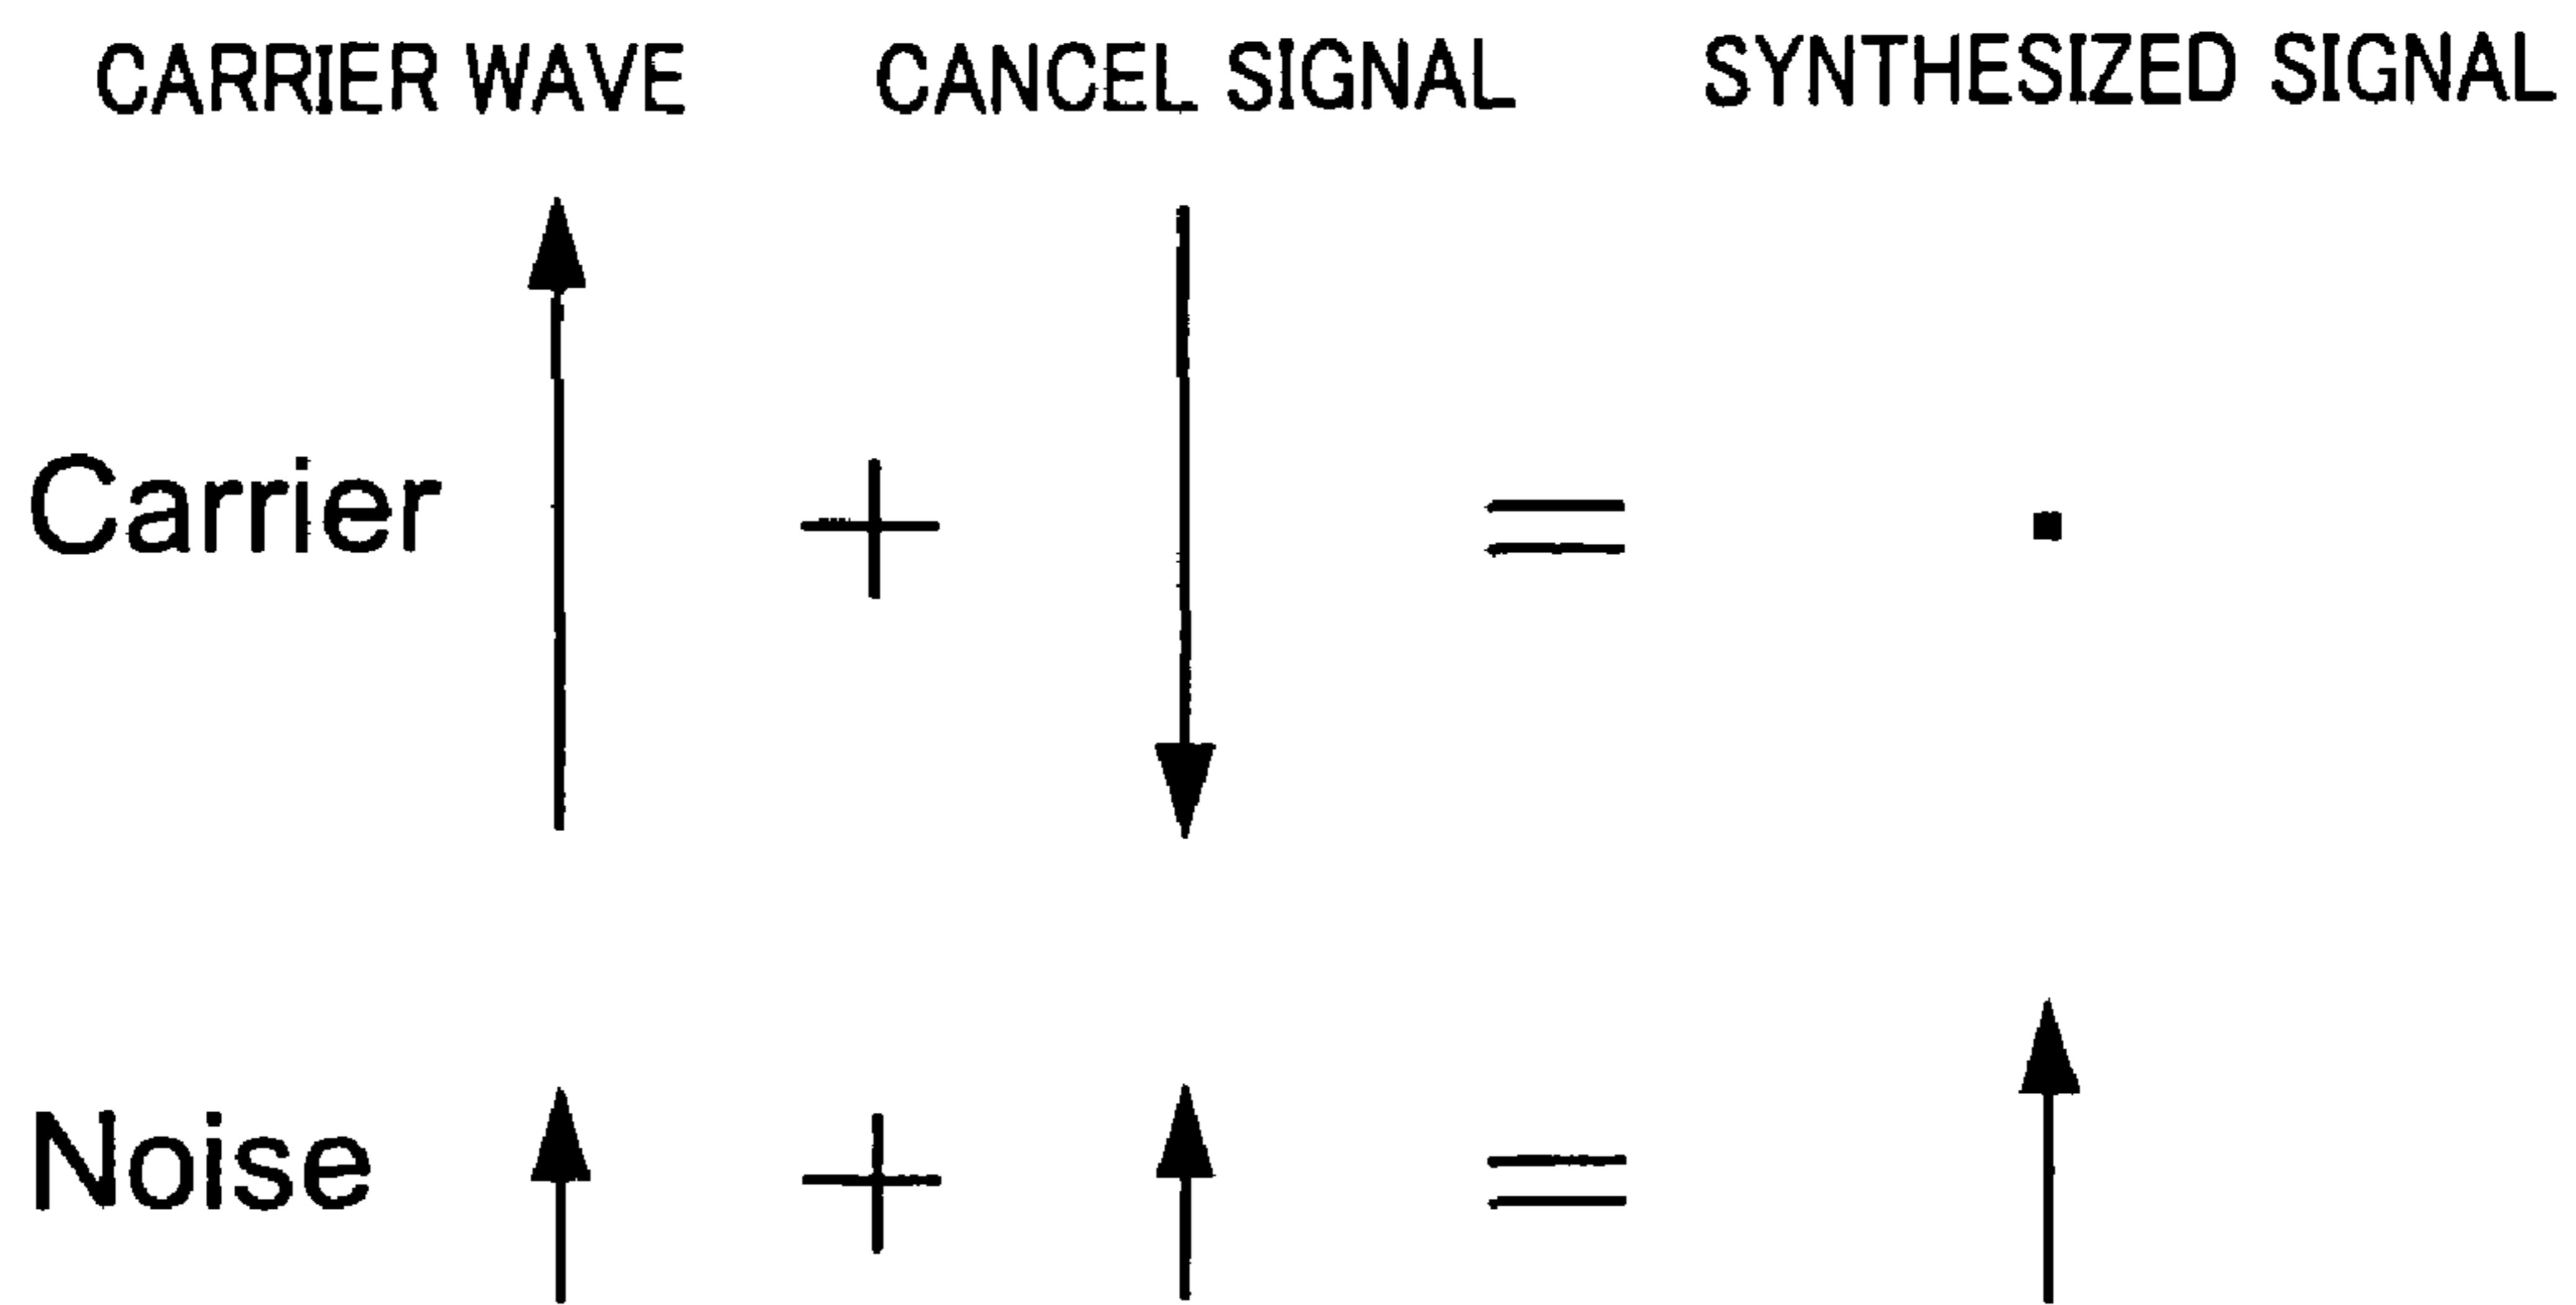 CARRIER WAVE CANCEL SIGNAL SYNTHESIZED SIGNAL
Carrier + = .
Noise + =